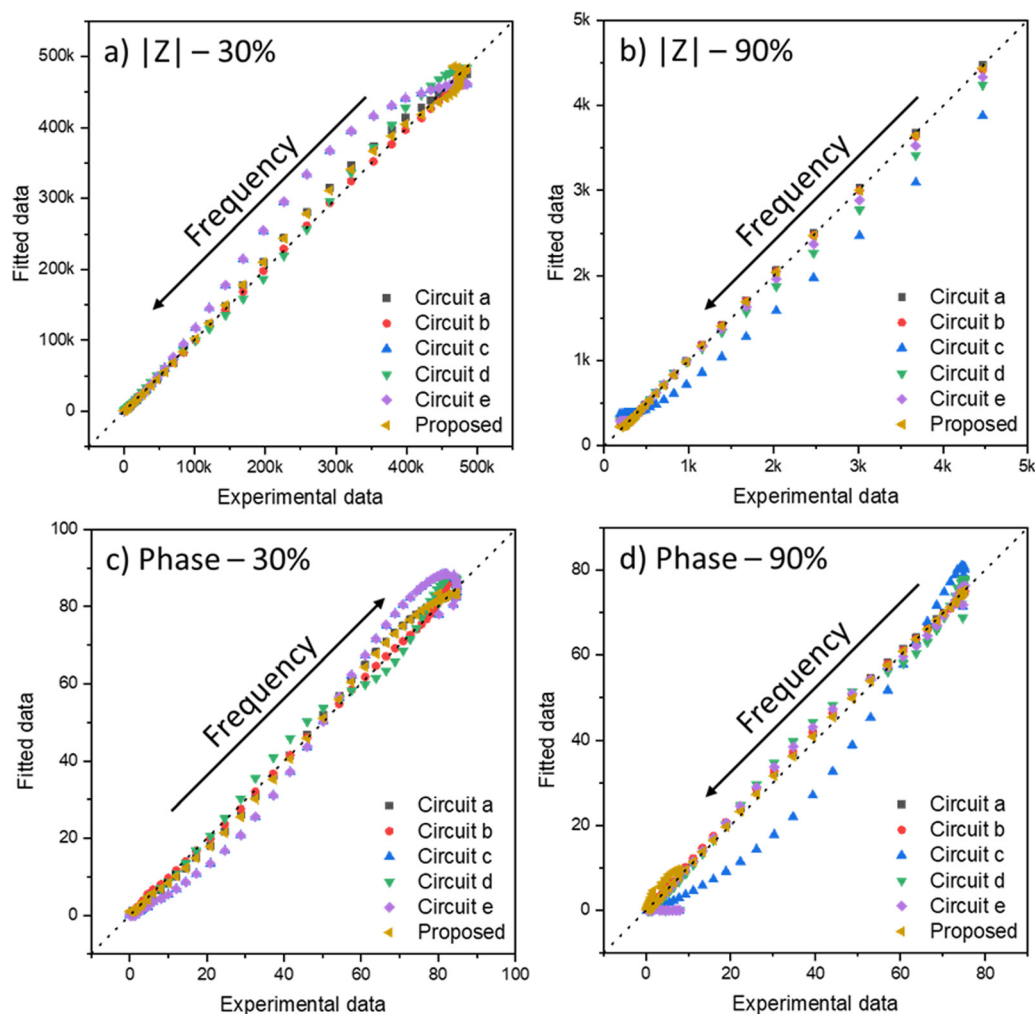 a) |Z| – 30%
500k
400k
300k
200k
100k
0
Fitted data
Frequency
Circuit a
Circuit b
Circuit c
Circuit d
Circuit e
Proposed
0 100k 200k 300k 400k 500k
Experimental data
b) |Z| – 90%
5k
4k
3k
2k
1k
0
Fitted data
Frequency
Circuit a
Circuit b
Circuit c
Circuit d
Circuit e
Proposed
0 1k 2k 3k 4k 5k
Experimental data
c) Phase – 30%
100
80
60
40
20
0
Fitted data
Frequency
Circuit a
Circuit b
Circuit c
Circuit d
Circuit e
Proposed
0 20 40 60 80 100
Experimental data
d) Phase – 90%
80
60
40
20
0
Fitted data
Frequency
Circuit a
Circuit b
Circuit c
Circuit d
Circuit e
Proposed
0 20 40 60 80
Experimental data